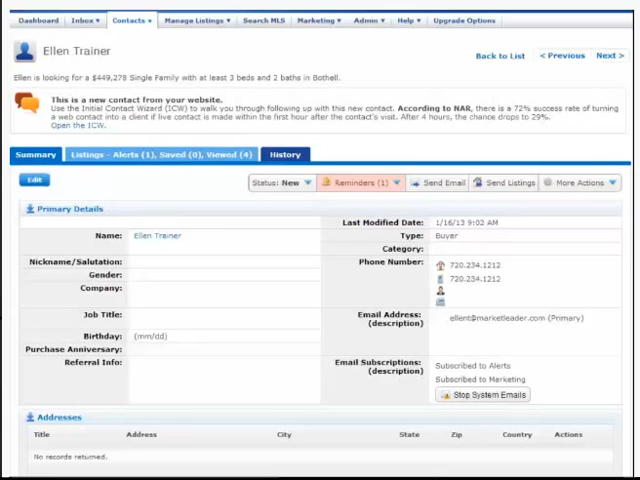 Dashboard Inbox Contacts Manage Listings Search MLS Marketing Admin Help Upgrade Options
Ellen Trainer
Back to List < Previous Next >
Ellen is looking for a $449,278 Single Family with at least 3 beds and 2 baths in Bothell.
This is a new contact from your website.
Use the Initial Contact Wizard (ICW) to walk you through following up with this new contact. According to NAR, there is a 72% success rate of turning
a web contact into a client if live contact is made within the first hour after the contact's visit. After 4 hours, the chance drops to 29%.
Open the ICW.
Summary Listings - Alerts (1), Saved (0), Viewed (4) History
Edit Status: New Reminders (1) Send Email Send Listings More Actions
Primary Details
Last Modified Date: 1/16/13 9:02 AM
Name: Ellen Trainer Type: Buyer
Category:
Nickname/Salutation: Phone Number: 720.234.1212
Gender: 720.234.1212
Company:
Job Title: Email Address: ellent@marketleader.com (Primary)
(description)
Birthday: (mm/dd)
Purchase Anniversary:
Referral Info: Email Subscriptions: Subscribed to Alerts
(description)
Subscribed to Marketing
Stop System Emails
Addresses
Title Address City State Zip Country Actions
No records returned.